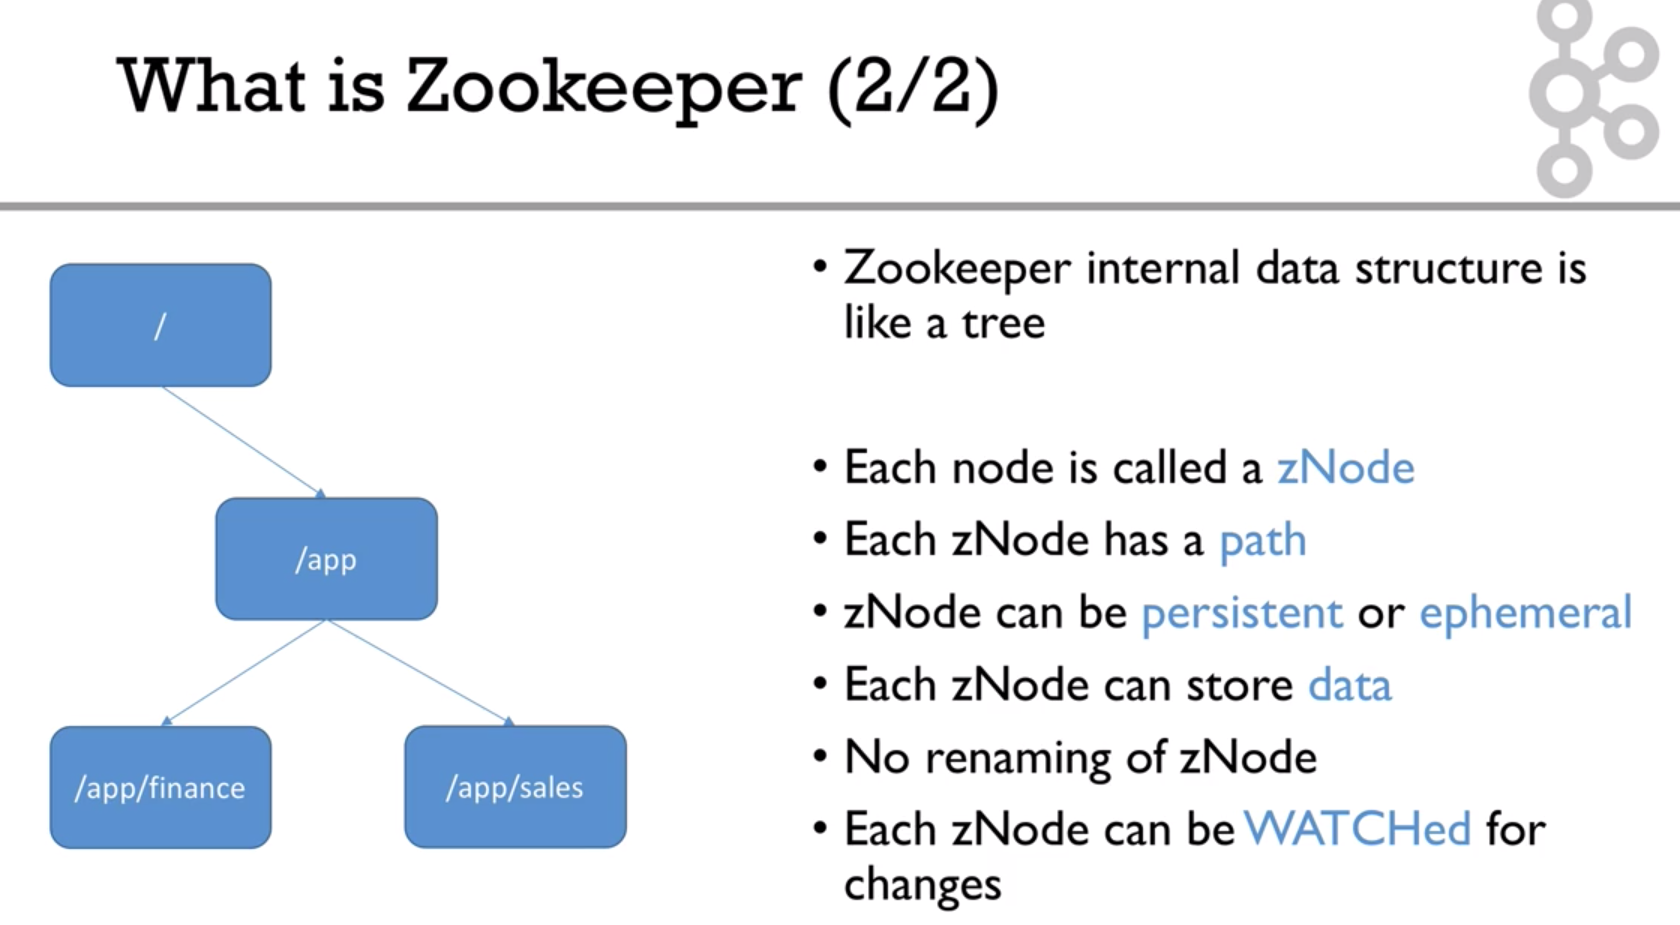 What is Zookeeper (2/2)
/
/app
/app/finance
/app/sales
• Zookeeper internal data structure is
like a tree
• Each node is called a zNode
• Each zNode has a path
• zNode can be persistent or ephemeral
• Each zNode can store data
• No renaming of zNode
• Each zNode can be WATCHed for
changes